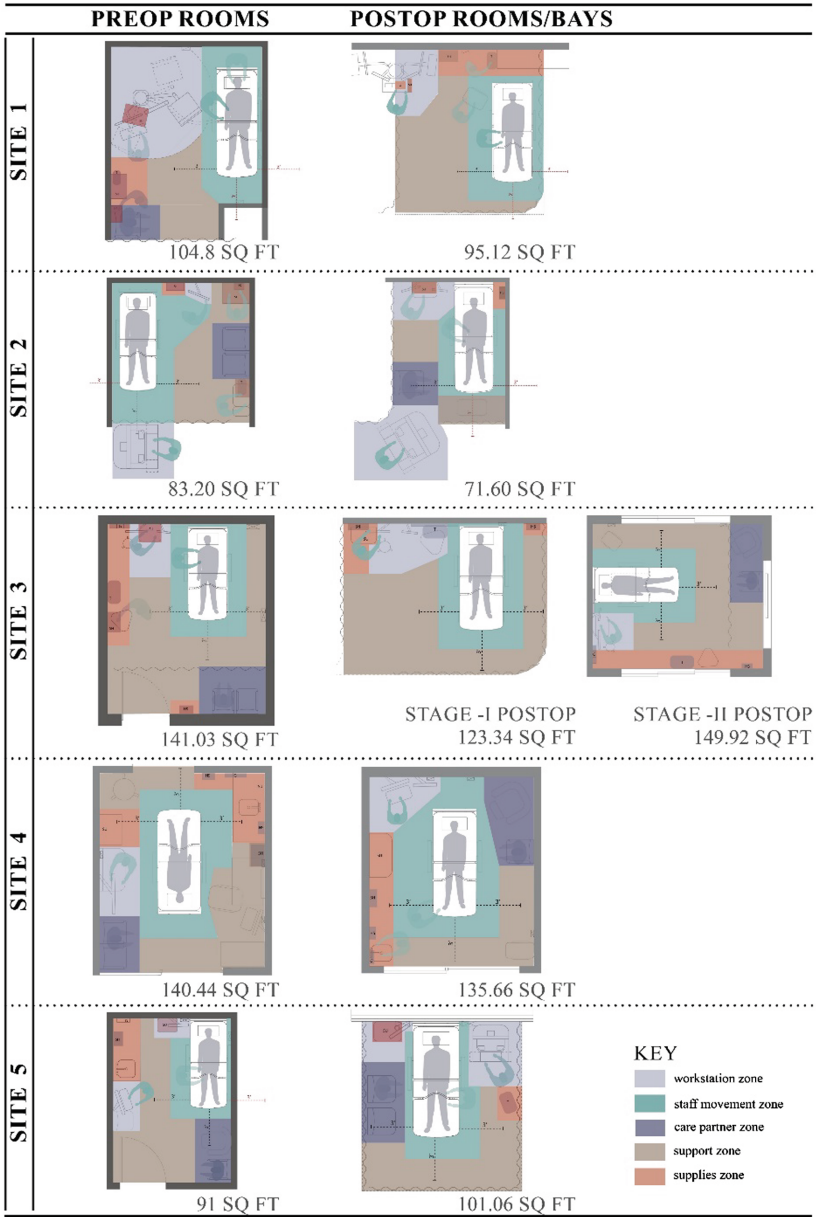 PREOP ROOMS POSTOP ROOMS/BAYS
SITE 1
104.8 SQ FT 95.12 SQ FT
SITE 2
83.20 SQ FT 71.60 SQ FT
SITE 3
STAGE -I POSTOP STAGE -II POSTOP
141.03 SQ FT 123.34 SQ FT 149.92 SQ FT
SITE 4
140.44 SQ FT 135.66 SQ FT
SITE 5
91 SQ FT 101.06 SQ FT
KEY
workstation zone
staff movement zone
care partner zone
support zone
supplies zone